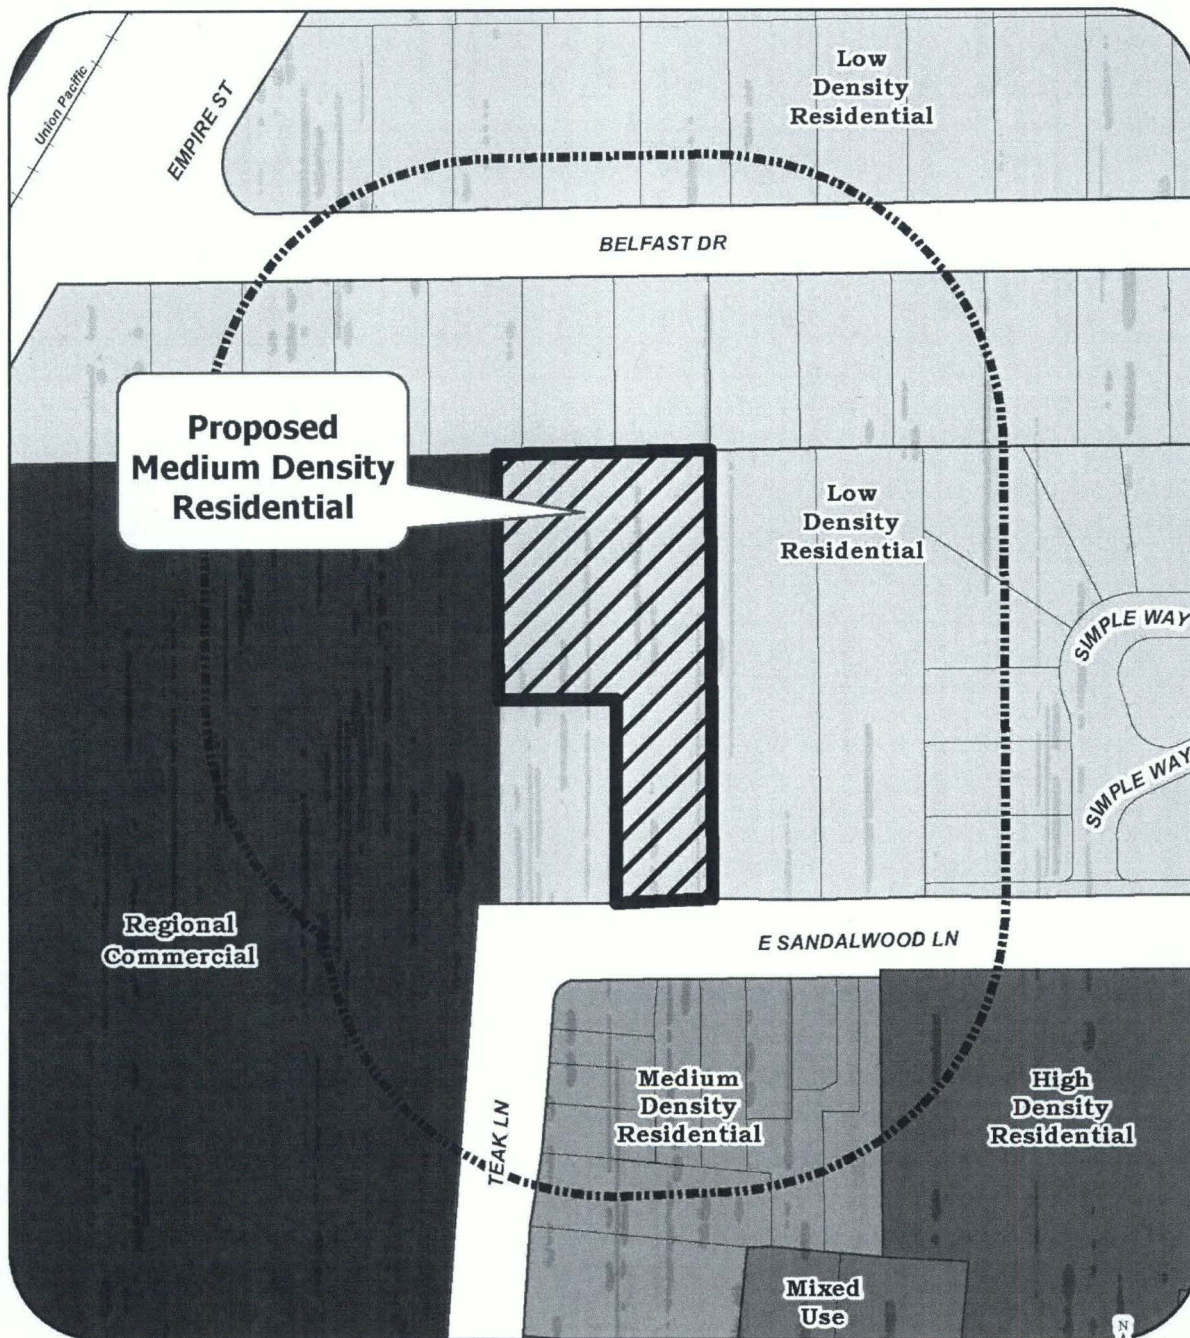 Low
Density
Residential
Union Pacific
EMPIRE ST
BELFAST DR
Proposed
Medium Density
Residential
Low
Density
Residential
SIMPLE WAY
SIMPLE WAY
Regional
Commercial
E SANDALWOOD LN
TEAK LN
Medium
Density
Residential
High
Density
Residential
Mixed
Use
N